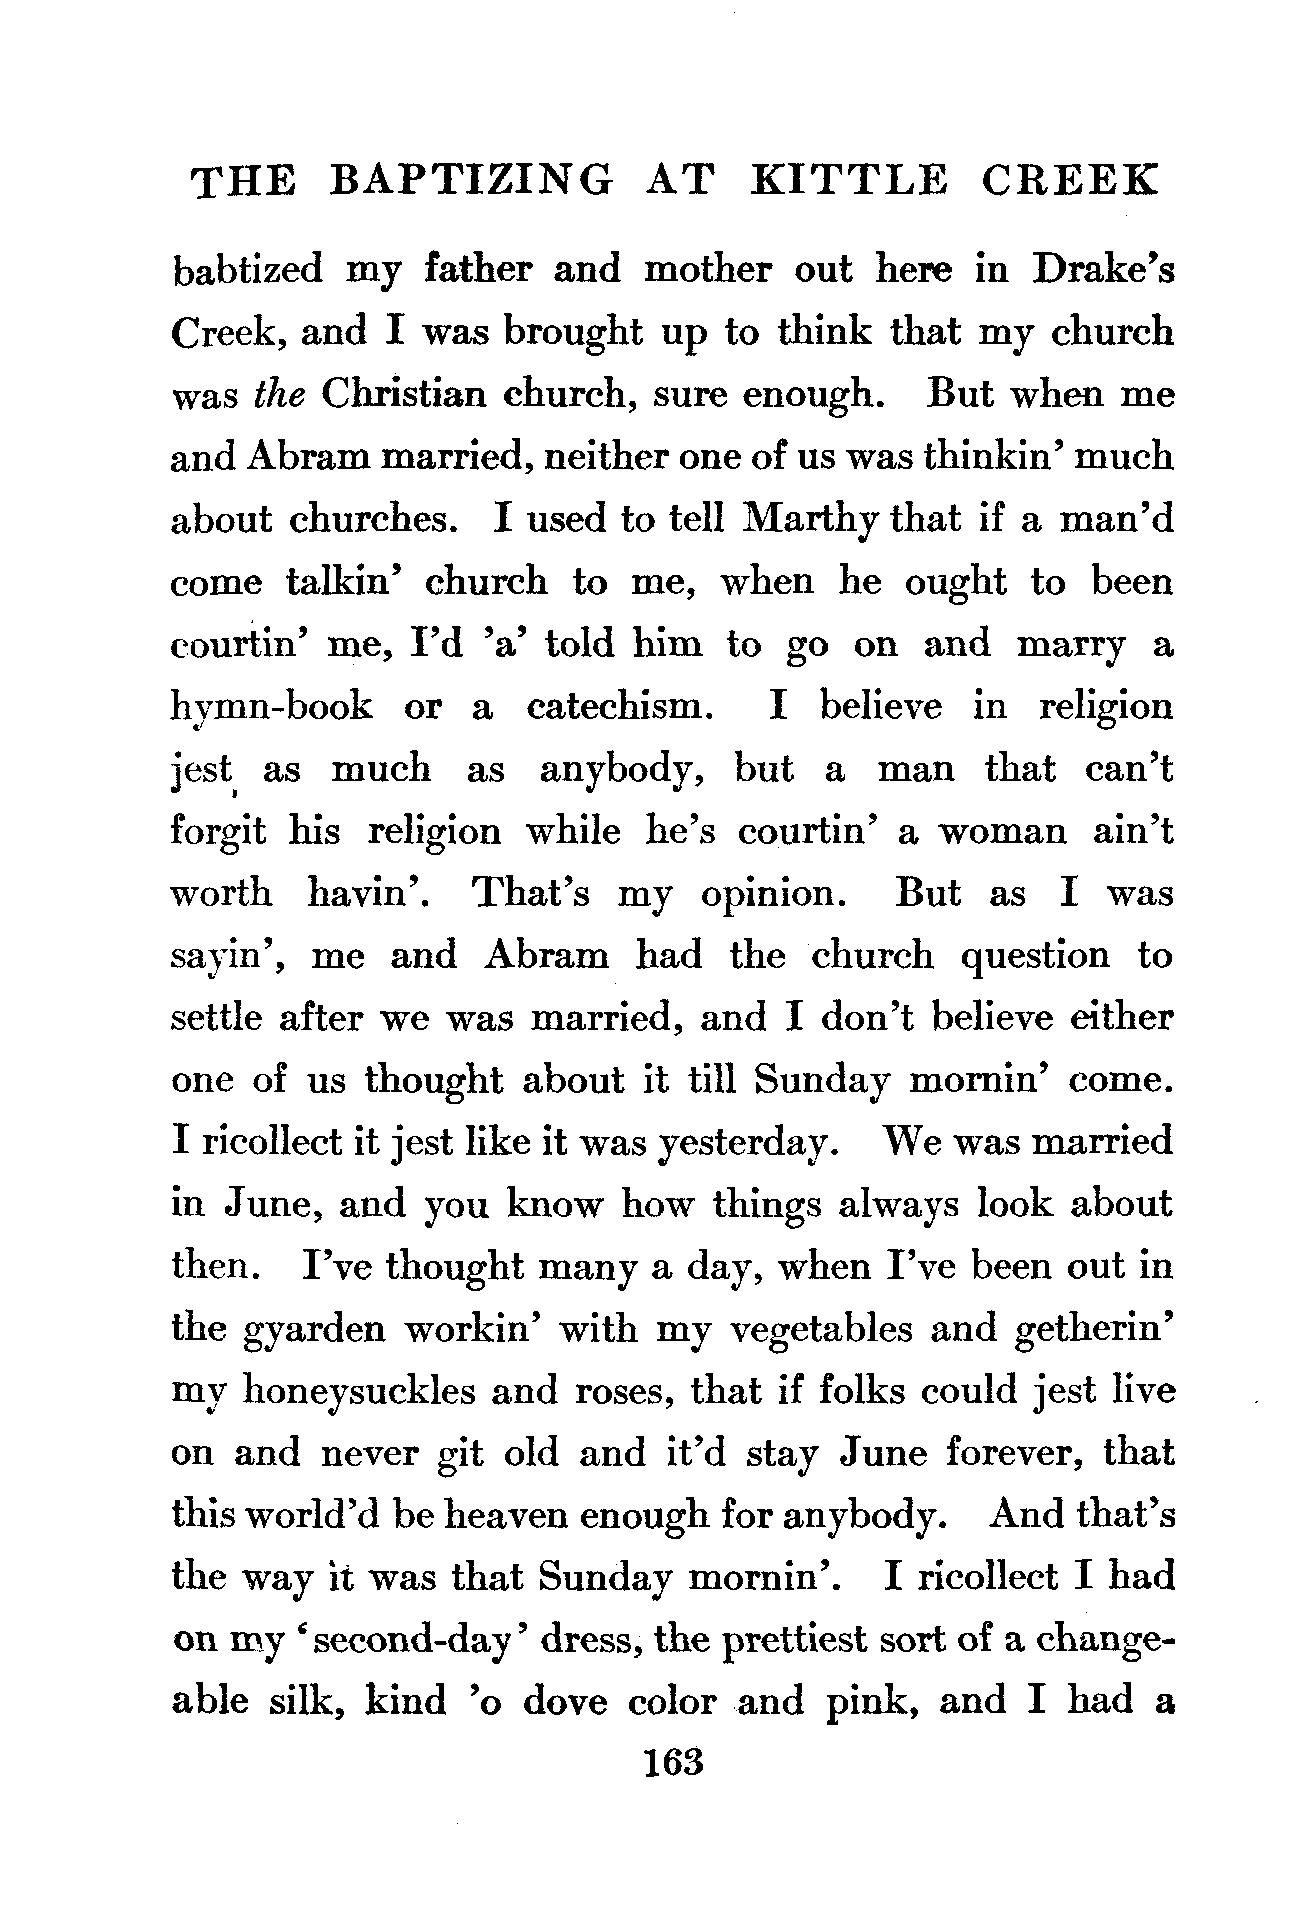 THE BAPTIZING AT KITTLE CREEK
babtized my father and mother out here in Drake's
Creek, and I was brought up to think that my church
was the Christian church, sure enough. But when me
and Abram married, neither one of us was thinkin' much
about churches. I used to tell Marthy that if a man'd
come talkin' church to me, when he ought to been
courtin' me, I'd 'a' told him to go on and marry a
hymn-book or a catechism. I believe in religion
jest as much as anybody, but a man that can't
forgit his religion while he's courtin' a woman ain't
worth havin'. That's my opinion. But as I was
sayin', me and Abram had the church question to
settle after we was married, and I don't believe either
one of us thought about it till Sunday mornin' come.
I ricollect it jest like it was yesterday. We was married
in June, and you know how things always look about
then. I've thought many a day, when I've been out in
the gyarden workin' with my vegetables and getherin'
my honeysuckles and roses, that if folks could jest live
on and never git old and it'd stay June forever, that
this world'd be heaven enough for anybody. And that's
the way it was that Sunday mornin'. I ricollect I had
on my 'second-day' dress, the prettiest sort of a change-
able silk, kind 'o dove color and pink, and I had a
163